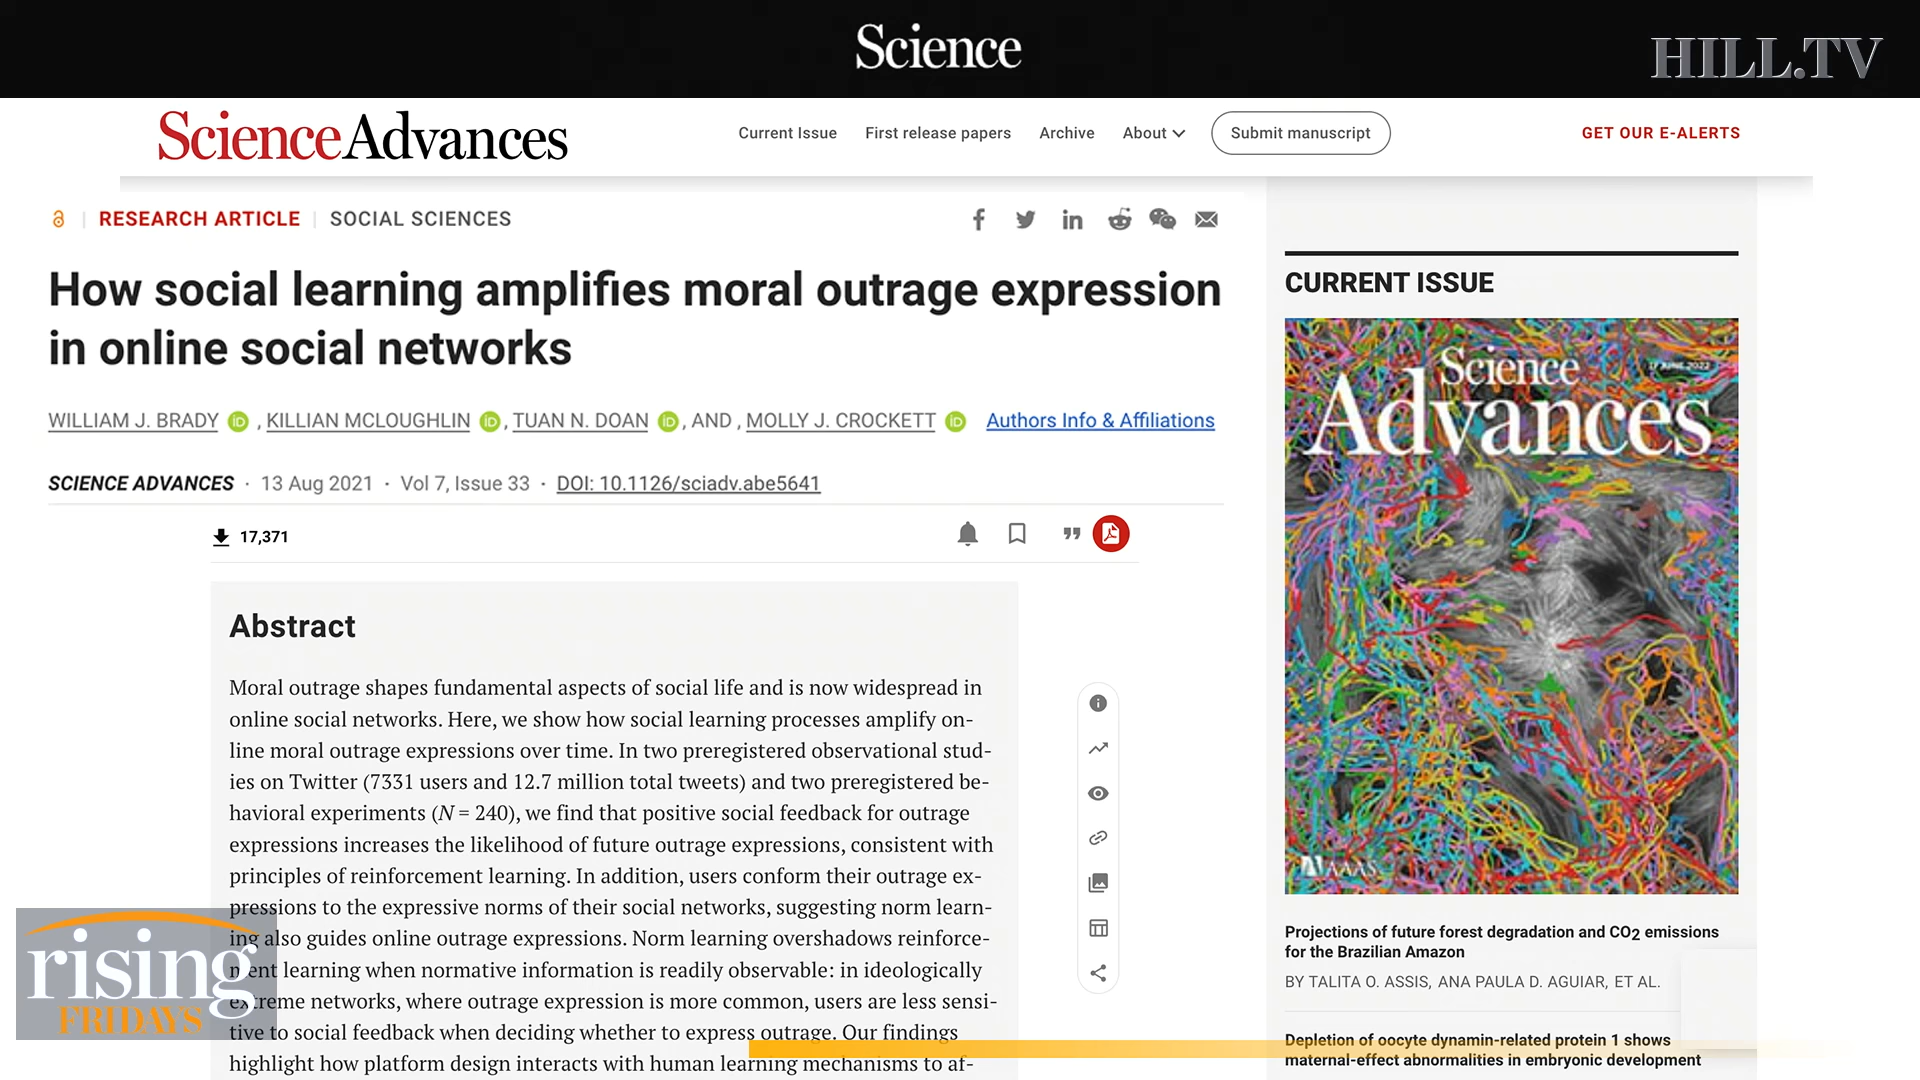 Science
HILL.TV
ScienceAdvances
Current Issue First release papers Archive About Submit manuscript
GET OUR E-ALERTS
RESEARCH ARTICLE | SOCIAL SCIENCES
How social learning amplifies moral outrage expression
in online social networks
WILLIAM J. BRADY iD , KILLIAN MCLOUGHLIN iD , TUAN N. DOAN iD , AND , MOLLY J. CROCKETT iD Authors Info & Affiliations
SCIENCE ADVANCES · 13 Aug 2021 · Vol 7, Issue 33 · DOI: 10.1126/sciadv.abe5641
17,371
Abstract
Moral outrage shapes fundamental aspects of social life and is now widespread in
online social networks. Here, we show how social learning processes amplify on-
line moral outrage expressions over time. In two preregistered observational stud-
ies on Twitter (7331 users and 12.7 million total tweets) and two preregistered be-
havioral experiments (N = 240), we find that positive social feedback for outrage
expressions increases the likelihood of future outrage expressions, consistent with
principles of reinforcement learning. In addition, users conform their outrage ex-
pressions to the expressive norms of their social networks, suggesting norm learn-
ing also guides online outrage expressions. Norm learning overshadows reinforce-
ment learning when normative information is readily observable: in ideologically
extreme networks, where outrage expression is more common, users are less sensi-
tive to social feedback when deciding whether to express outrage. Our findings
highlight how platform design interacts with human learning mechanisms to af-
CURRENT ISSUE
Science
Advances
AAAS
Projections of future forest degradation and CO2 emissions
for the Brazilian Amazon
BY TALITA O. ASSIS, ANA PAULA D. AGUIAR, ET AL.
Depletion of oocyte dynamin-related protein 1 shows
maternal-effect abnormalities in embryonic development
rising
FRIDAYS